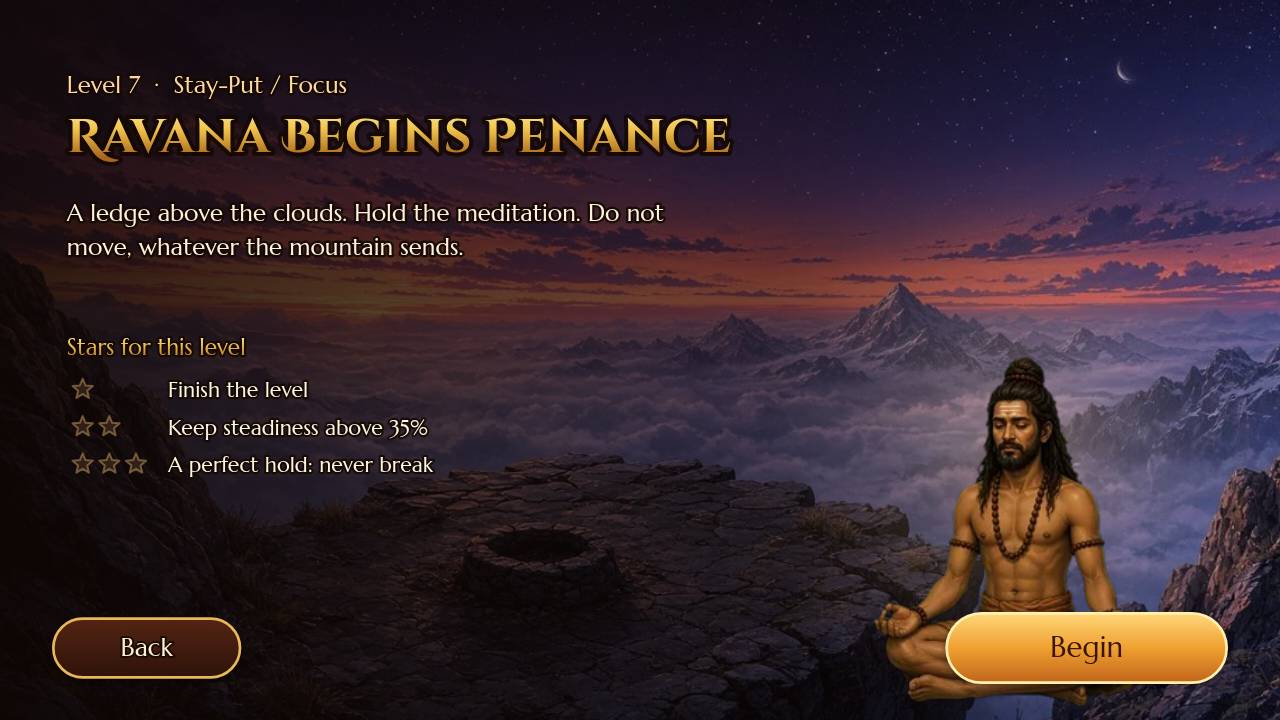 Level 7 · Stay-Put / Focus
RAVANA BEGINS PENANCE
A ledge above the clouds. Hold the meditation. Do not
move, whatever the mountain sends.
Stars for this level
Finish the level
Keep steadiness above 35%
A perfect hold: never break
Back
Begin